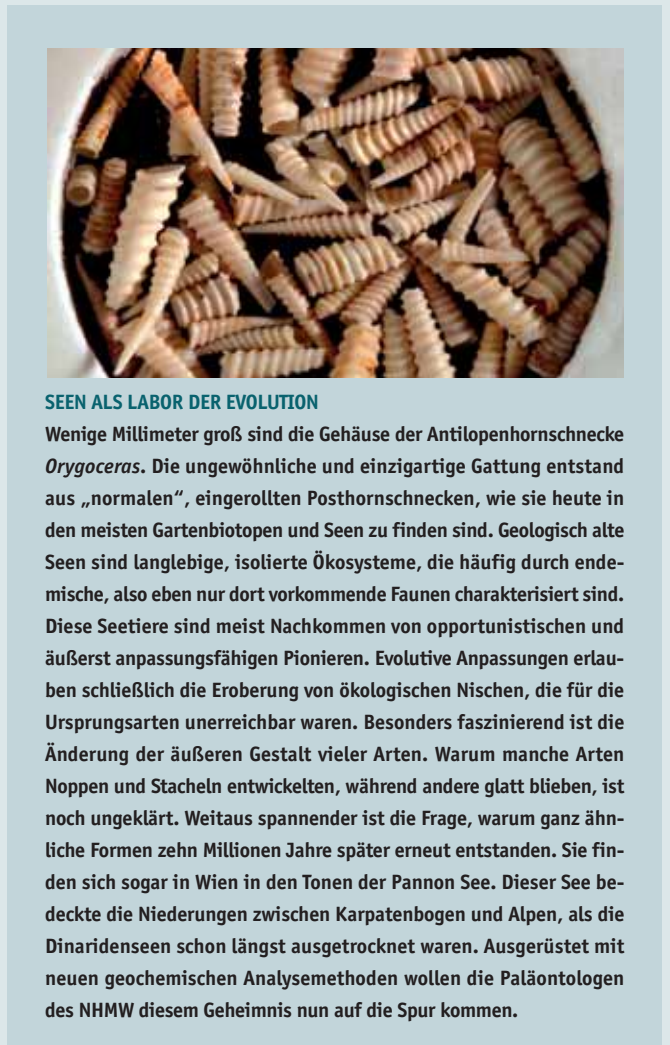 SEEN ALS LABOR DER EVOLUTION
Wenige Millimeter groß sind die Gehäuse der Antilopenhornschnecke
Orygoceras. Die ungewöhnliche und einzigartige Gattung entstand
aus „normalen“, eingerollten Posthornschnecken, wie sie heute in
den meisten Gartenbiotopen und Seen zu finden sind. Geologisch alte
Seen sind langlebige, isolierte Ökosysteme, die häufig durch ende-
mische, also eben nur dort vorkommende Faunen charakterisiert sind.
Diese Seetiere sind meist Nachkommen von opportunistischen und
äußerst anpassungsfähigen Pionieren. Evolutive Anpassungen erlau-
ben schließlich die Eroberung von ökologischen Nischen, die für die
Ursprungsarten unerreichbar waren. Besonders faszinierend ist die
Änderung der äußeren Gestalt vieler Arten. Warum manche Arten
Noppen und Stacheln entwickelten, während andere glatt blieben, ist
noch ungeklärt. Weitaus spannender ist die Frage, warum ganz ähn-
liche Formen zehn Millionen Jahre später erneut entstanden. Sie fin-
den sich sogar in Wien in den Tonen der Pannon See. Dieser See be-
deckte die Niederungen zwischen Karpatenbogen und Alpen, als die
Dinaridenseen schon längst ausgetrocknet waren. Ausgerüstet mit
neuen geochemischen Analysemethoden wollen die Paläontologen
des NHMW diesem Geheimnis nun auf die Spur kommen.